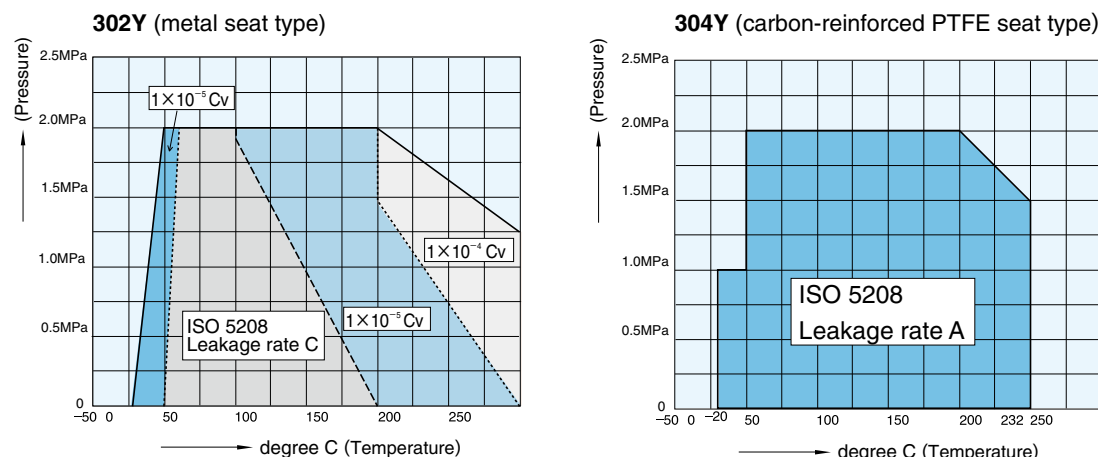 302Y (metal seat type)
(Pressure)
2.5MPa
1×10⁻⁵ Cv
2.0MPa
1.5MPa
1×10⁻⁴ Cv
1.0MPa
1×10⁻⁵Cv
0.5MPa
ISO 5208
Leakage rate C
0
−50 0 50 100 150 200 250
degree C (Temperature)
304Y (carbon-reinforced PTFE seat type)
(Pressure)
2.5MPa
2.0MPa
1.5MPa
1.0MPa
ISO 5208
0.5MPa
Leakage rate A
0
−50 0 −20 50 100 150 200 232 250
degree C (Temperature)